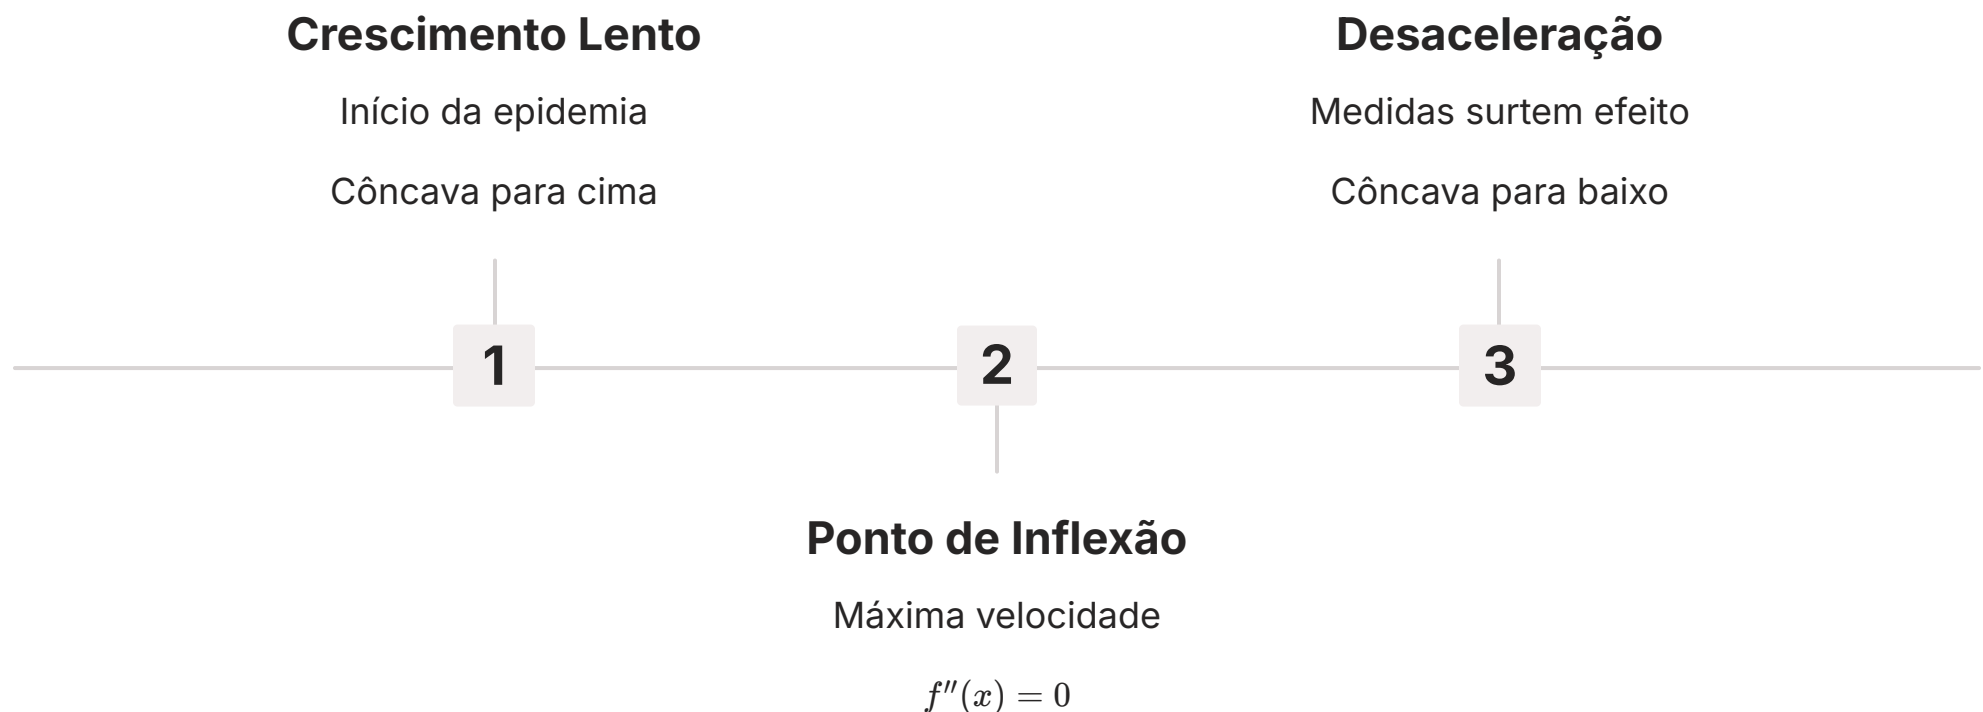 Crescimento Lento
Início da epidemia
Côncava para cima
1
2
Ponto de Inflexão
Máxima velocidade
f''(x) = 0
Desaceleração
Medidas surtem efeito
Côncava para baixo
3